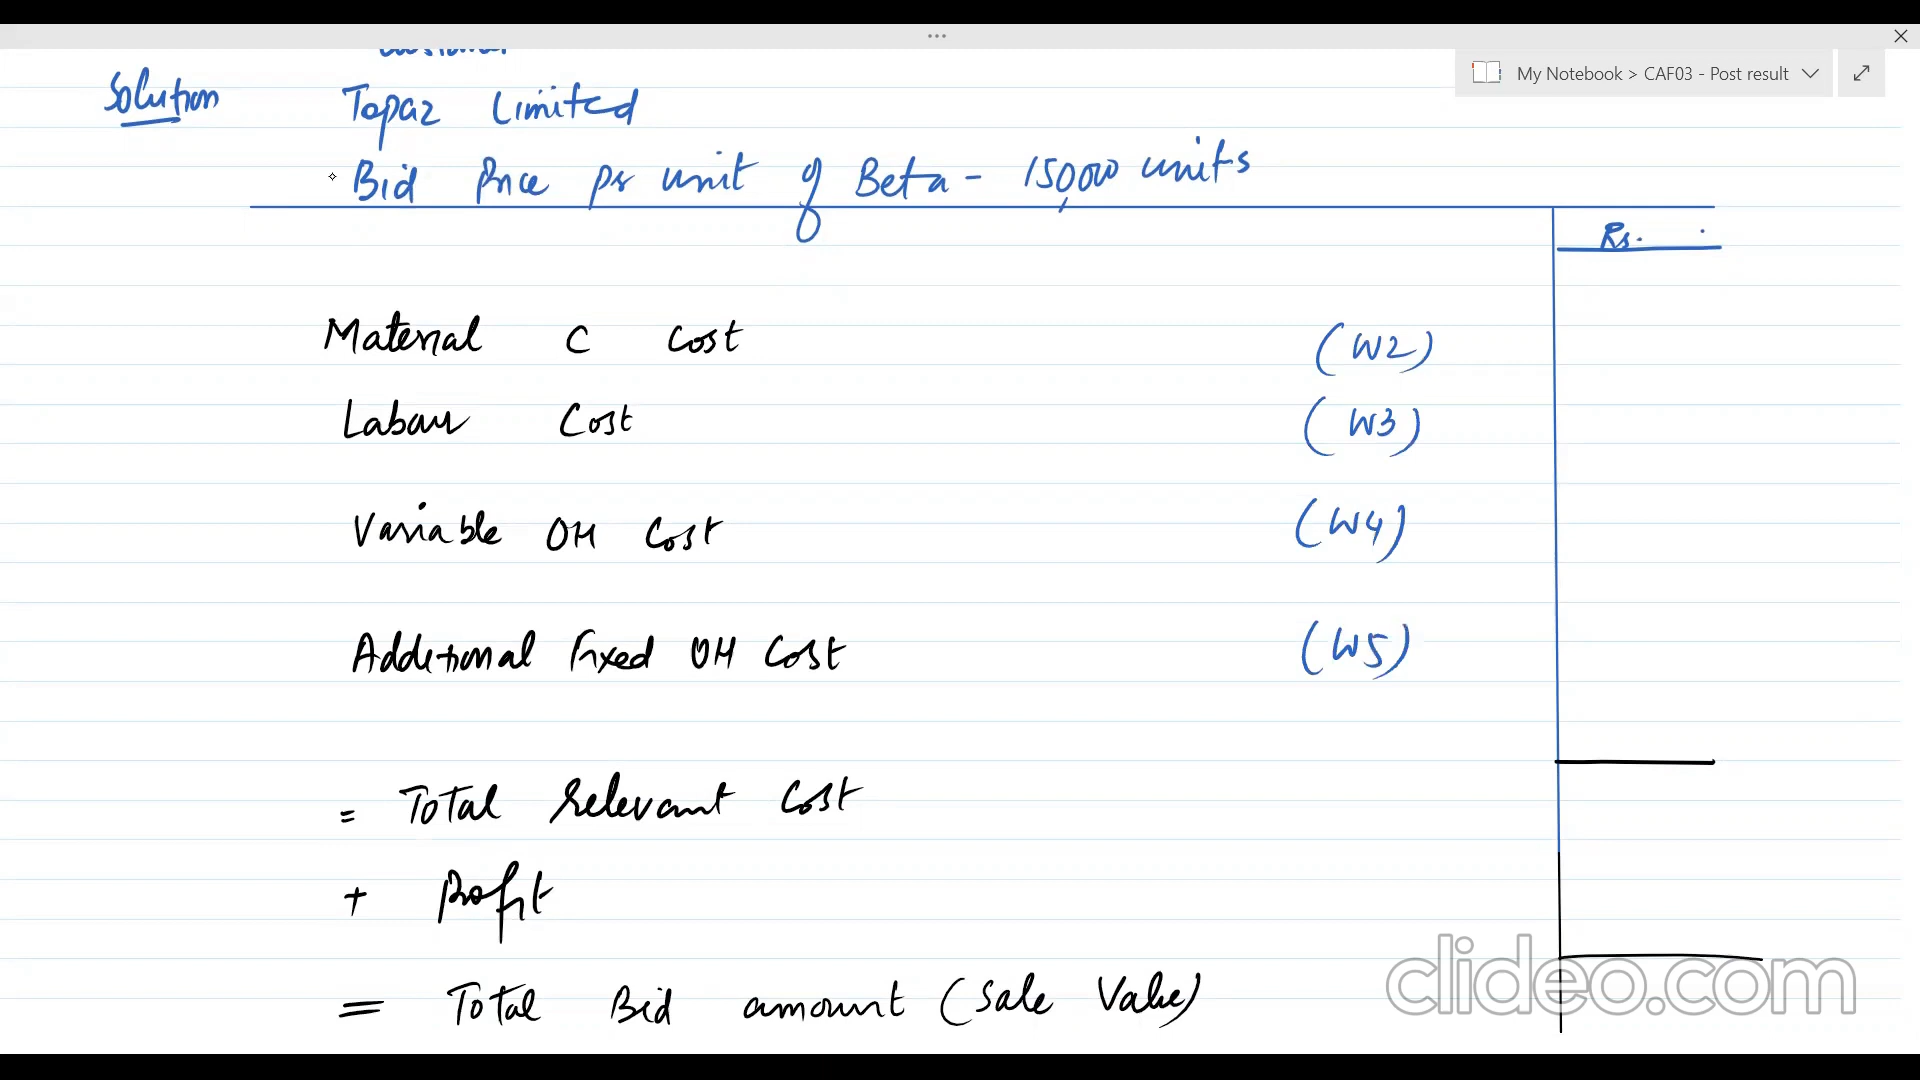 My Notebook > CAF03 - Post result
Solution
Topaz Limited
Bid Price per unit of Beta - 15,000 units
Rs.
Material C Cost (W2)
Labour Cost (W3)
Variable OH Cost (W4)
Additional Fixed OH Cost (W5)
= Total relevant Cost
+ Profit
= Total Bid amount (Sale Value)
clideo.com